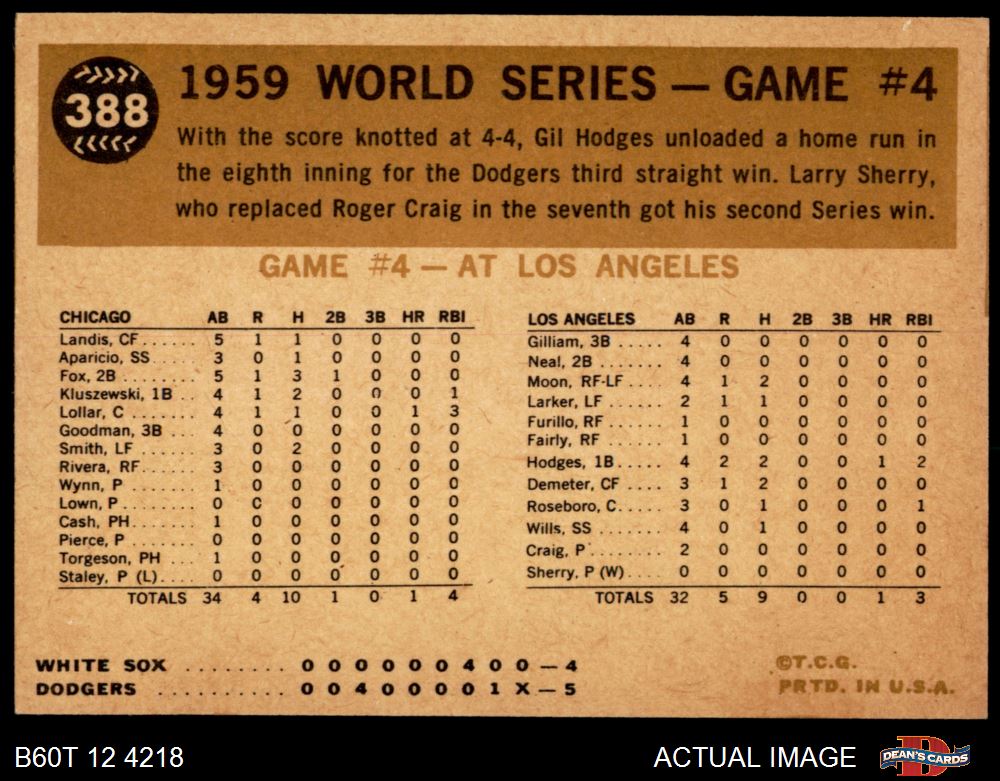 388
1959 WORLD SERIES — GAME #4
With the score knotted at 4-4, Gil Hodges unloaded a home run in
the eighth inning for the Dodgers third straight win. Larry Sherry,
who replaced Roger Craig in the seventh got his second Series win.
GAME #4 — AT LOS ANGELES
CHICAGO AB R H 2B 3B HR RBI
Landis, CF...... 5 1 1 0 0 0 0
Aparicio, SS..... 3 0 1 0 0 0 0
Fox, 2B ........ 5 1 3 1 0 0 0
Kluszewski, 1B .. 4 1 2 0 0 0 1
Lollar, C ....... 4 1 1 0 0 1 3
Goodman, 3B ... 4 0 0 0 0 0 0
Smith, LF ...... 3 0 2 0 0 0 0
Rivera, RF...... 3 0 0 0 0 0 0
Wynn, P ....... 1 0 0 0 0 0 0
Lown, P........ 0 C 0 0 0 0 0
Cash, PH....... 1 0 0 0 0 0 0
Pierce, P ...... 0 0 0 0 0 0 0
Torgeson, PH ... 1 0 0 0 0 0 0
Staley, P (L).... 0 0 0 0 0 0 0
TOTALS 34 4 10 1 0 1 4
LOS ANGELES AB R H 2B 3B HR RBI
Gilliam, 3B ..... 4 0 0 0 0 0 0
Neal, 2B ....... 4 0 0 0 0 0 0
Moon, RF-LF .... 4 1 2 0 0 0 0
Larker, LF ...... 2 1 1 0 0 0 0
Furillo, RF ..... 1 0 0 0 0 0 0
Fairly, RF ...... 1 0 0 0 0 0 0
Hodges, 1B ..... 4 2 2 0 0 1 2
Demeter, CF .... 3 1 2 0 0 0 0
Roseboro, C..... 3 0 1 0 0 0 1
Wills, SS ....... 4 0 1 0 0 0 0
Craig, P ........ 2 0 0 0 0 0 0
Sherry, P (W).... 0 0 0 0 0 0 0
TOTALS 32 5 9 0 0 1 3
WHITE SOX ........ 0 0 0 0 0 0 4 0 0 — 4
DODGERS .......... 0 0 4 0 0 0 0 1 X — 5
©T.C.G.
PRTD. IN U.S.A.
B60T 12 4218
ACTUAL IMAGE
DEAN'S CARDS